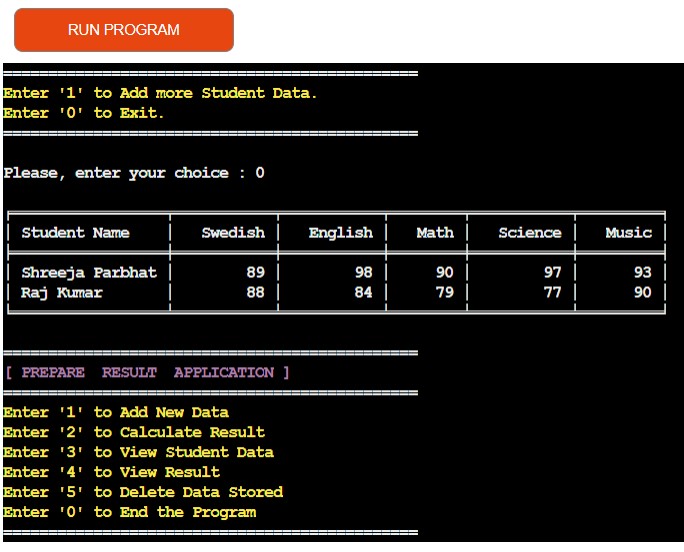 RUN PROGRAM
Enter '1' to Add more Student Data.
Enter '0' to Exit.
Please, enter your choice : 0
Student Name Swedish English Math Science Music
Shreeja Parbhat 89 98 90 97 93
Raj Kumar 88 84 79 77 90
[ PREPARE RESULT APPLICATION ]
Enter '1' to Add New Data
Enter '2' to Calculate Result
Enter '3' to View Student Data
Enter '4' to View Result
Enter '5' to Delete Data Stored
Enter '0' to End the Program